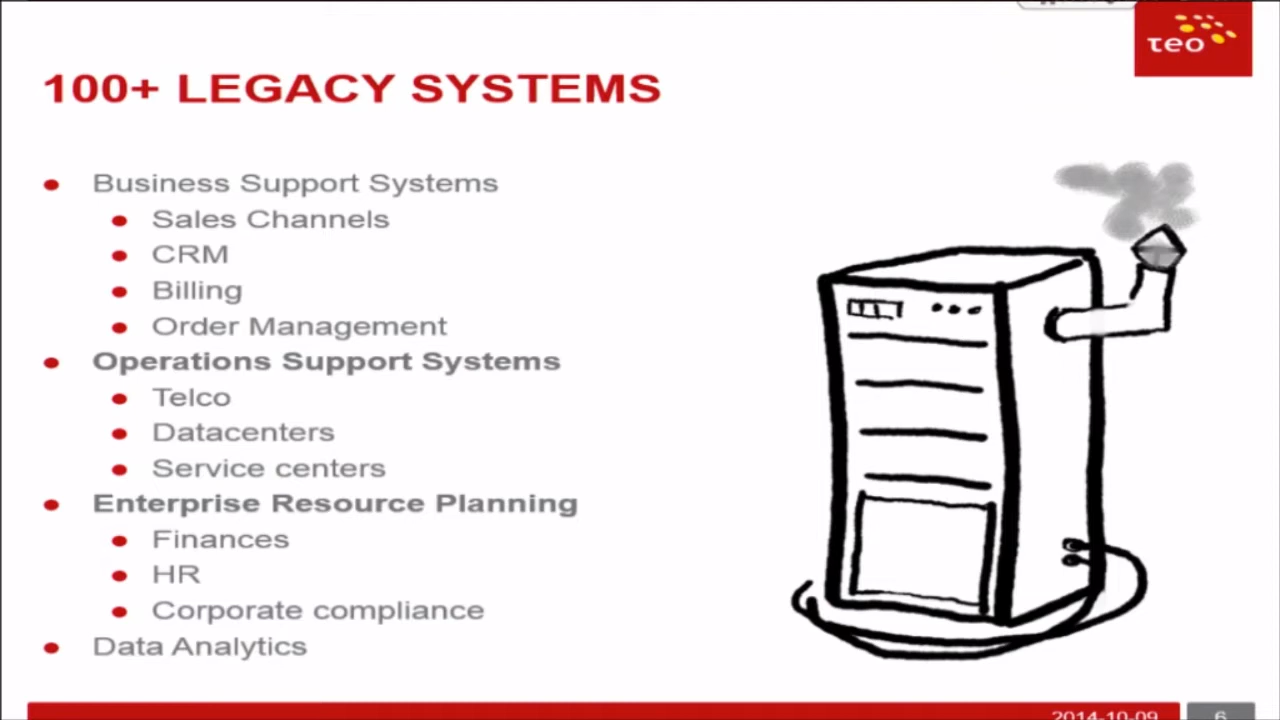 teo
100+ LEGACY SYSTEMS
Business Support Systems
Sales Channels
CRM
Billing
Order Management
Operations Support Systems
Telco
Datacenters
Service centers
Enterprise Resource Planning
Finances
HR
Corporate compliance
Data Analytics
2014-10-09
6